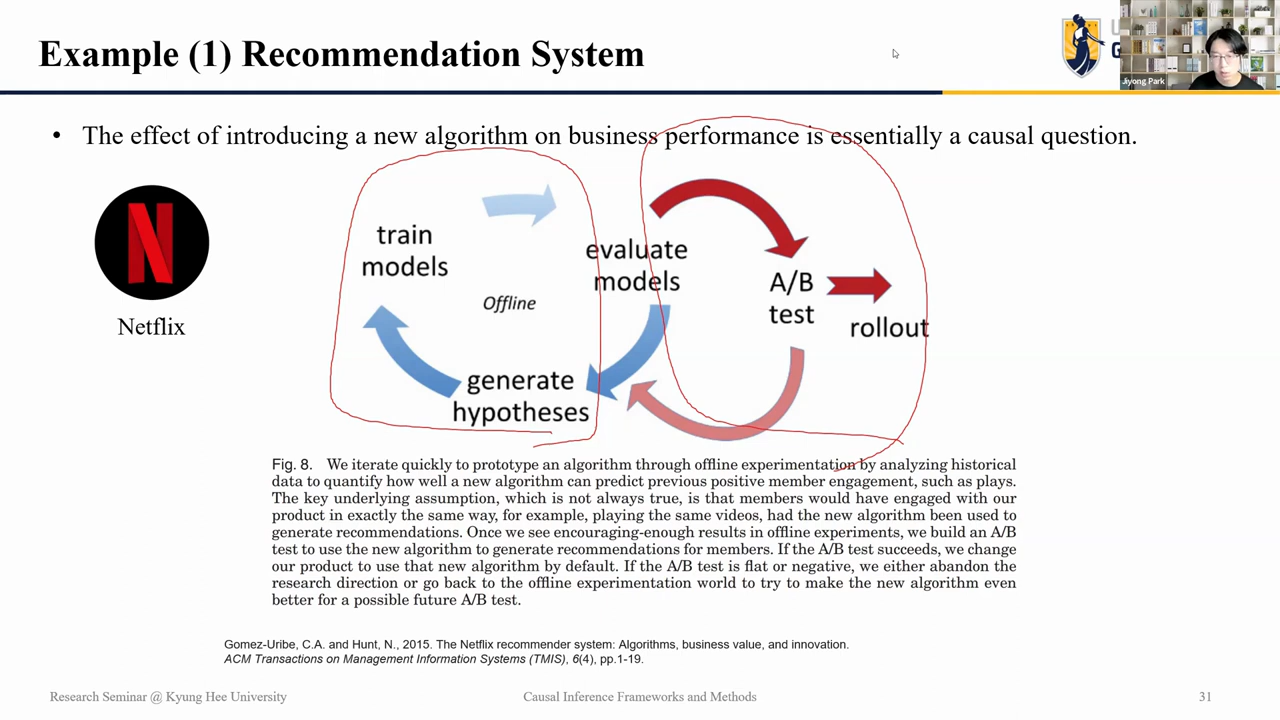 Example (1) Recommendation System
Jiyong Park
• The effect of introducing a new algorithm on business performance is essentially a causal question.
Netflix
train
models
Offline
evaluate
models
generate
hypotheses
A/B
test
rollout
Fig. 8. We iterate quickly to prototype an algorithm through offline experimentation by analyzing historical
data to quantify how well a new algorithm can predict previous positive member engagement, such as plays.
The key underlying assumption, which is not always true, is that members would have engaged with our
product in exactly the same way, for example, playing the same videos, had the new algorithm been used to
generate recommendations. Once we see encouraging-enough results in offline experiments, we build an A/B
test to use the new algorithm to generate recommendations for members. If the A/B test succeeds, we change
our product to use that new algorithm by default. If the A/B test is flat or negative, we either abandon the
research direction or go back to the offline experimentation world to try to make the new algorithm even
better for a possible future A/B test.
Gomez-Uribe, C.A. and Hunt, N., 2015. The Netflix recommender system: Algorithms, business value, and innovation.
ACM Transactions on Management Information Systems (TMIS), 6(4), pp.1-19.
Research Seminar @ Kyung Hee University
Causal Inference Frameworks and Methods
31